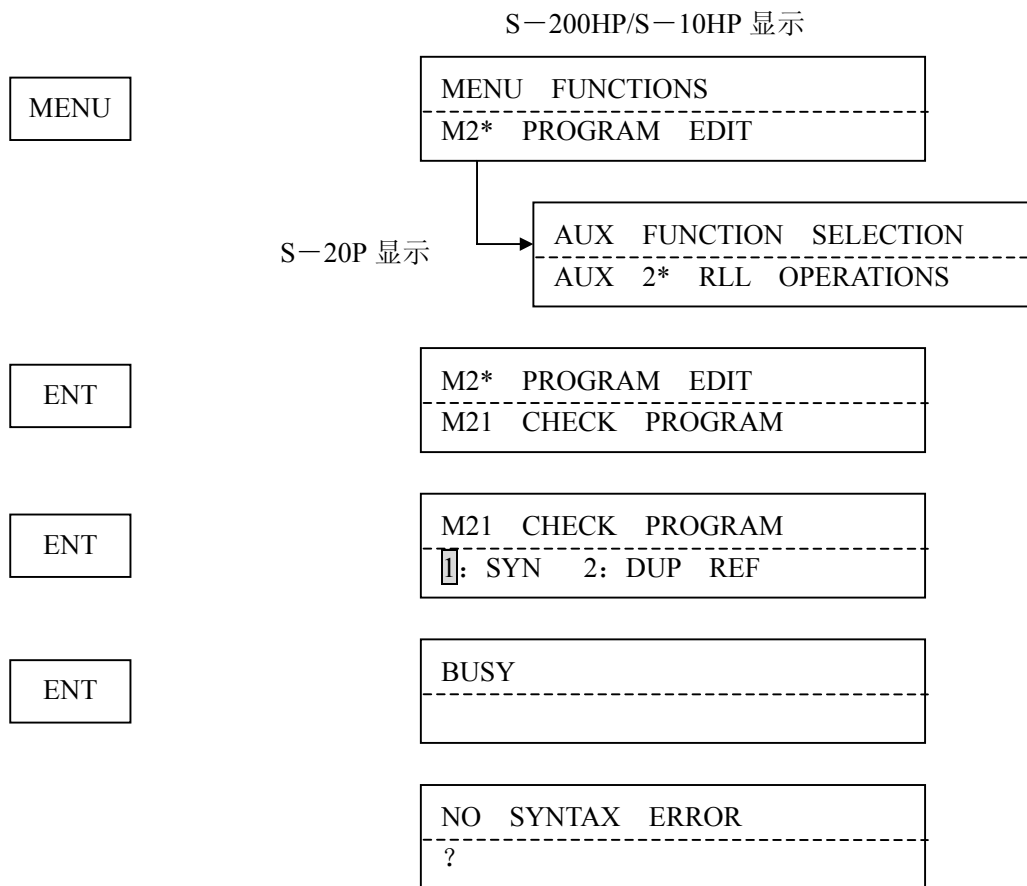 S－200HP/S－10HP 显示
MENU
MENU FUNCTIONS
M2* PROGRAM EDIT
S－20P 显示
AUX FUNCTION SELECTION
AUX 2* RLL OPERATIONS
ENT
M2* PROGRAM EDIT
M21 CHECK PROGRAM
ENT
M21 CHECK PROGRAM
1：SYN 2：DUP REF
ENT
BUSY
NO SYNTAX ERROR
？